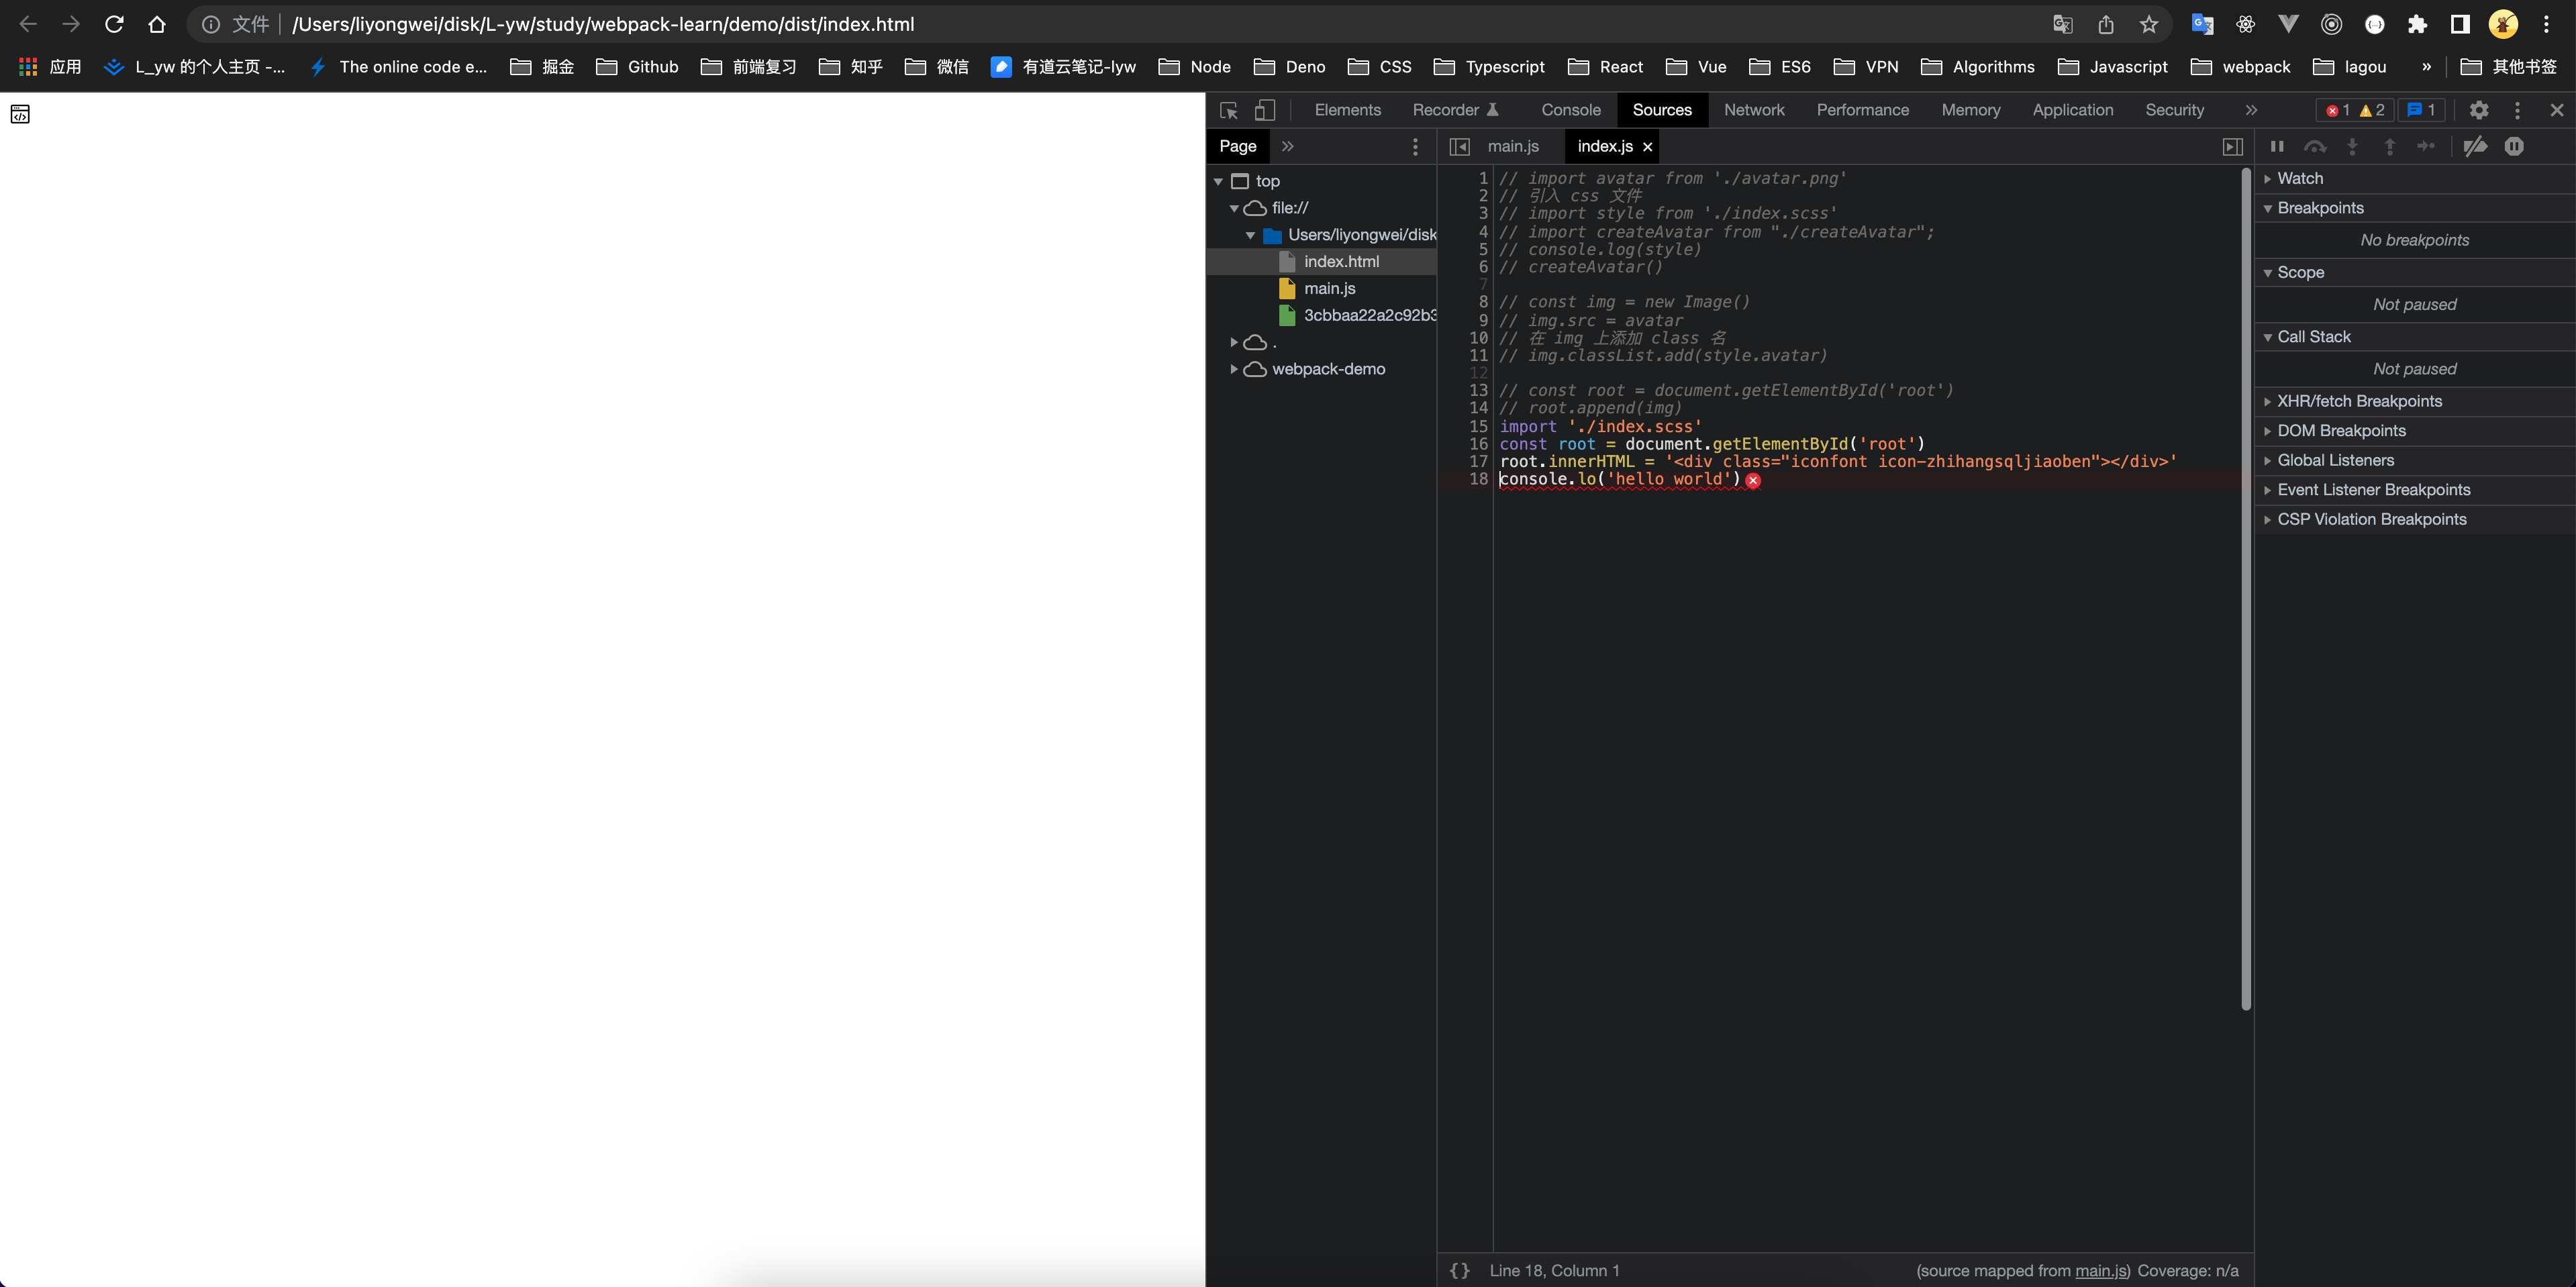 文件 /Users/liyongwei/disk/L-yw/study/webpack-learn/demo/dist/index.html
应用 L_yw 的个人主页 -... The online code e... 掘金 Github 前端复习 知乎 微信 有道云笔记-lyw Node Deno CSS Typescript React Vue ES6 VPN Algorithms Javascript webpack lagou » 其他书签
Elements Recorder Console Sources Network Performance Memory Application Security » 1 2 1
Page »
main.js index.js ×
top
file://
Users/liyongwei/disk
index.html
main.js
3cbbaa22a2c92b3
.
webpack-demo
1 // import avatar from './avatar.png'
2 // 引入 css 文件
3 // import style from './index.scss'
4 // import createAvatar from "./createAvatar";
5 // console.log(style)
6 // createAvatar()
7
8 // const img = new Image()
9 // img.src = avatar
10 // 在 img 上添加 class 名
11 // img.classList.add(style.avatar)
12
13 // const root = document.getElementById('root')
14 // root.append(img)
15 import './index.scss'
16 const root = document.getElementById('root')
17 root.innerHTML = '<div class="iconfont icon-zhihangsqljiaoben"></div>'
18 console.lo('hello world')
{} Line 18, Column 1 (source mapped from main.js) Coverage: n/a
Watch
Breakpoints
No breakpoints
Scope
Not paused
Call Stack
Not paused
XHR/fetch Breakpoints
DOM Breakpoints
Global Listeners
Event Listener Breakpoints
CSP Violation Breakpoints